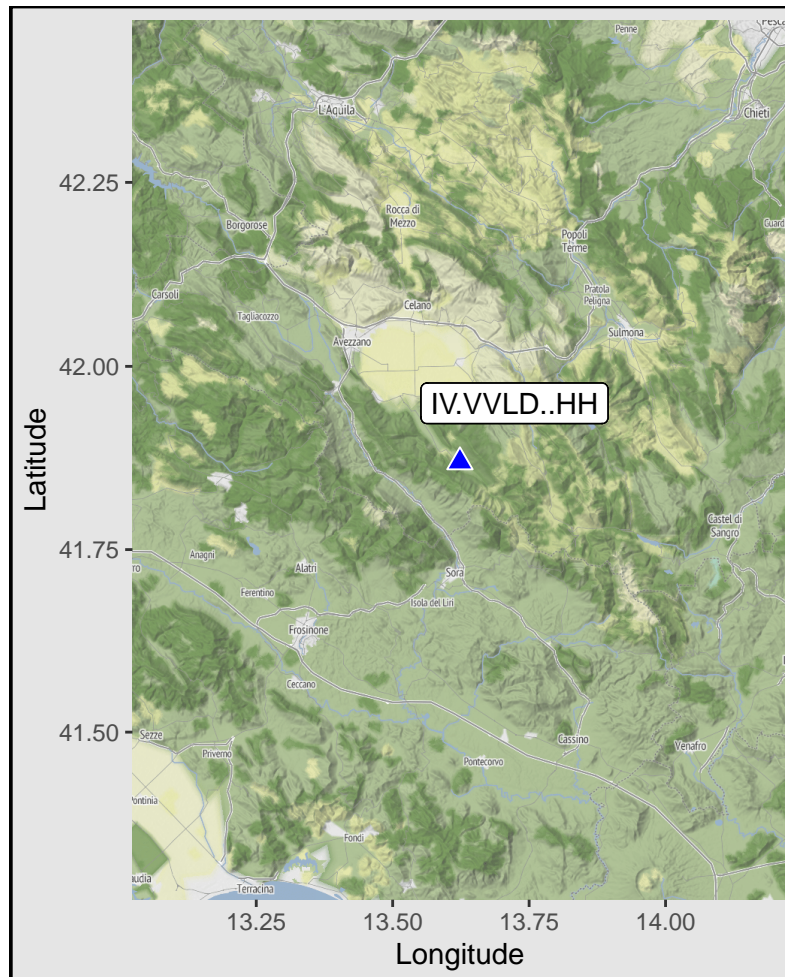 Penne
Pesca
L'Aquila
Chieti
42.25
Rocca di
Mezzo
Borgorose
Guard
Popoli
Terme
Carsoli
Pratola
Peligna
Celano
Tagliacozzo
Sulmona
Avezzano
42.00
IV.VVLD..HH
Latitude
Castel di
Sangro
41.75
Anagni
ro
Alatri
Sora
Ferentino
Isola del Liri
Frosinone
Ceccano
41.50
Sezze
Cassino
Venafro
Priverno
Pontecorvo
Pontinia
Fondi
audia
Terracina
13.25
13.50
13.75
14.00
Longitude